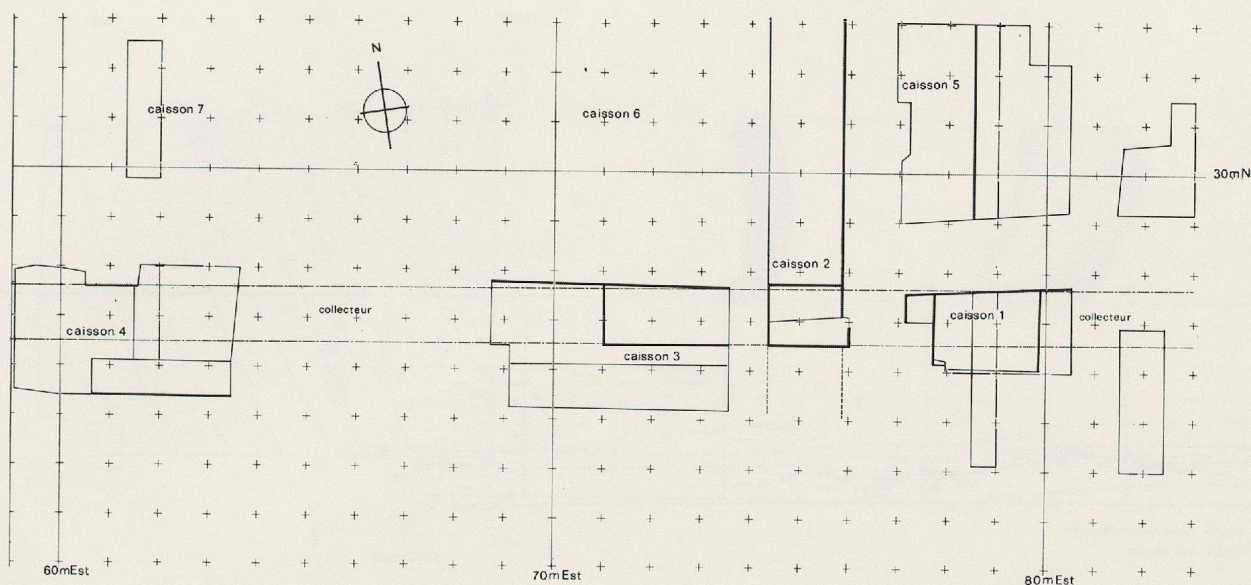 N
caisson 7
caisson 6
caisson 5
30mN
caisson 2
caisson 4
collecteur
caisson 3
caisson 1
collecteur
60mEst
70mEst
80mEst